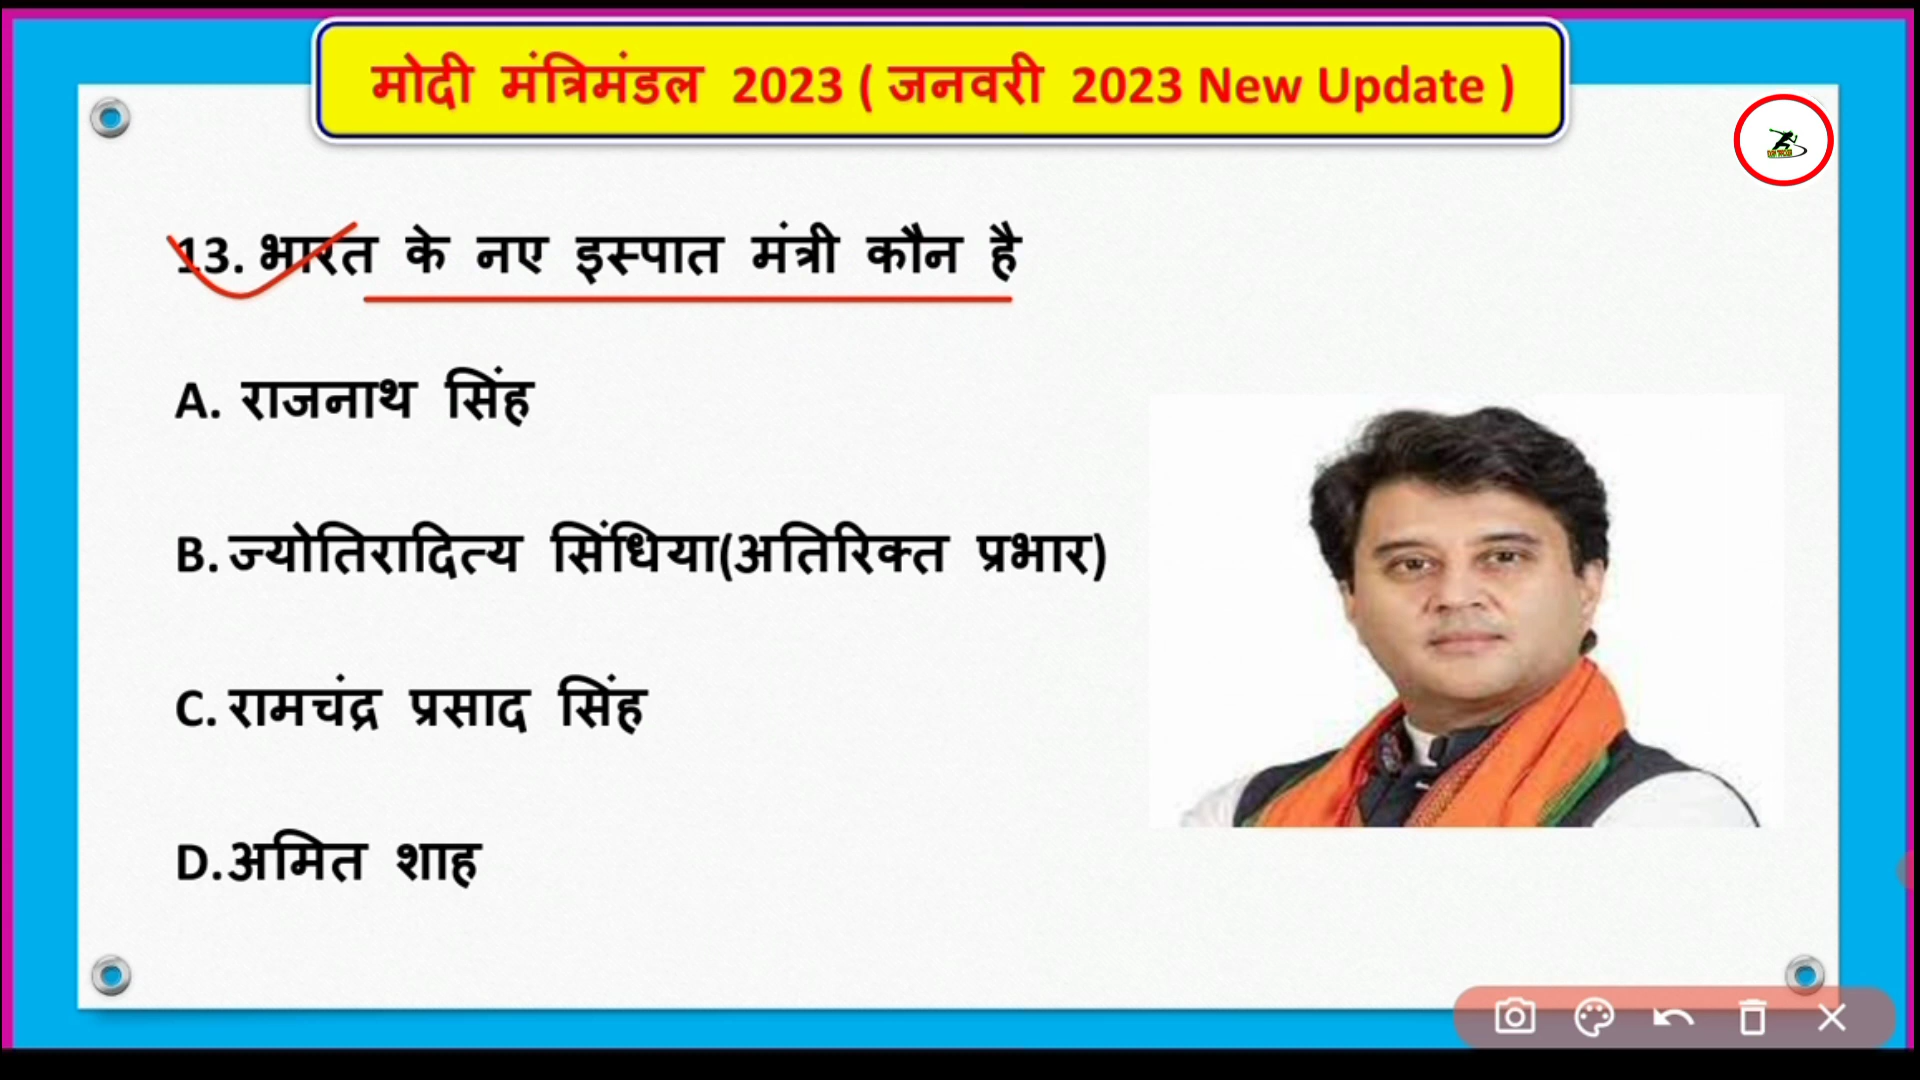 मोदी मंत्रिमंडल 2023 ( जनवरी 2023 New Update )
13. भारत के नए इस्पात मंत्री कौन है
A. राजनाथ सिंह
B. ज्योतिरादित्य सिंधिया(अतिरिक्त प्रभार)
C. रामचंद्र प्रसाद सिंह
D.अमित शाह